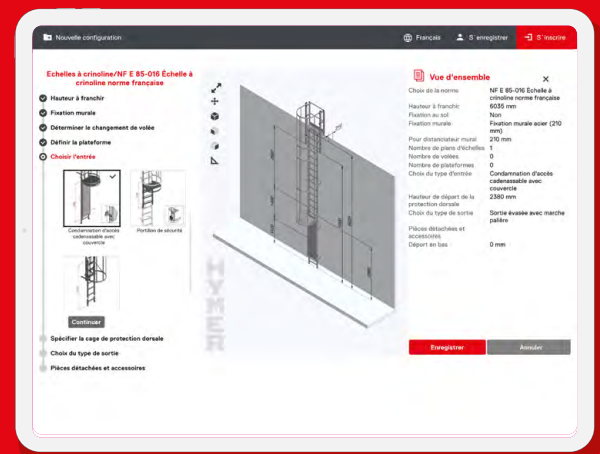 Nouvelle configuration
Français
S'enregistrer
S'inscrire
Echelles à crinoline/NF E 85-016 Échelle à
crinoline norme française
Hauteur à franchir
Fixation murale
Déterminer le changement de volée
Définir la plateforme
Choisir l'entrée
Condamnation d'accès
cadenassable avec
couvercle
Portillon de sécurité
Continuer
Spécifier la cage de protection dorsale
Choix du type de sortie
Pièces détachées et accessoires
HYMER
Vue d'ensemble
Choix de la norme NF E 85-016 Échelle à
crinoline norme française
Hauteur à franchir 6035 mm
Fixation au sol Non
Fixation murale Fixation murale acier (210
mm)
Pour distanciateur mural 210 mm
Nombre de plans d'échelles 1
Nombre de volées 0
Nombre de plateformes 0
Choix du type d'entrée Condamnation d'accès
cadenassable avec
couvercle
Hauteur de départ de la 2380 mm
protection dorsale
Choix du type de sortie Sortie évasée avec marche
palière
Pièces détachées et
accessoires
Départ en bas 0 mm
Enregistrer
Annuler